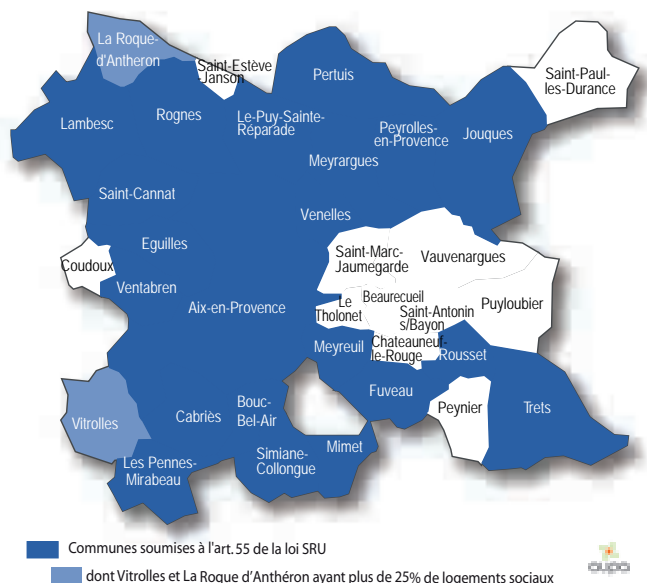 La Roque-
d'Antheron
Saint-Estève
-Janson
Pertuis
Saint-Paul-
les-Durance
Lambesc
Rognes
Le-Puy-Sainte-
Réparade
Peyrolles-
en-Provence
Jouques
Meyrargues
Saint-Cannat
Venelles
Eguilles
Saint-Marc-
Jaumegarde
Vauvenargues
Coudoux
Ventabren
Aix-en-Provence
Le
Tholonet
Beaurecueil
Saint-Antonin
s/Bayon
Puyloubier
Meyreuil
Chateauneuf-
le-Rouge
Rousset
Fuveau
Peynier
Trets
Vitrolles
Cabriès
Bouc-
Bel-Air
Les Pennes-
Mirabeau
Simiane-
Collongue
Mimet
Communes soumises à l'art. 55 de la loi SRU
dont Vitrolles et La Roque d'Anthéron ayant plus de 25% de logements sociaux